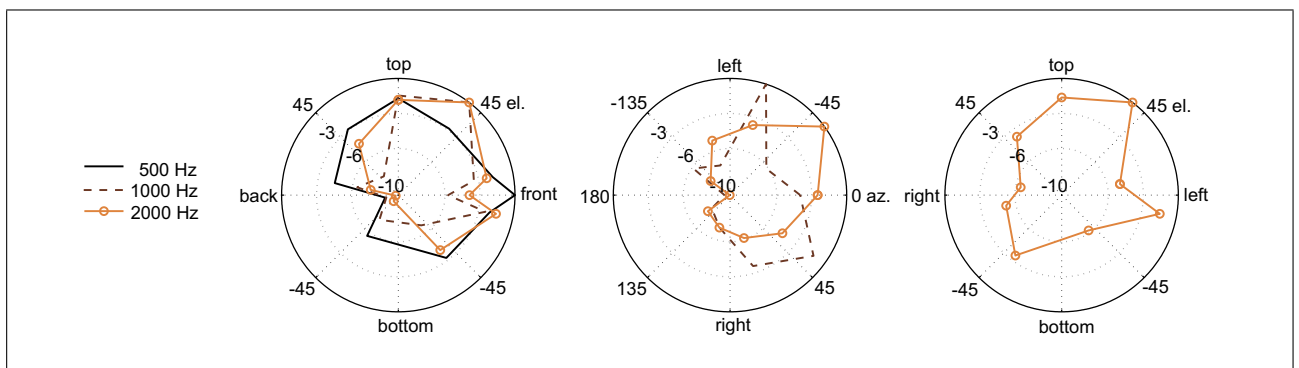 500 Hz
1000 Hz
2000 Hz
top
45
45 el.
-3
-6
-10
back
front
-45
-45
bottom
left
-135
-45
-3
-6
-10
180
0 az.
135
45
right
top
45
45 el.
-3
-6
-10
right
left
-45
-45
bottom